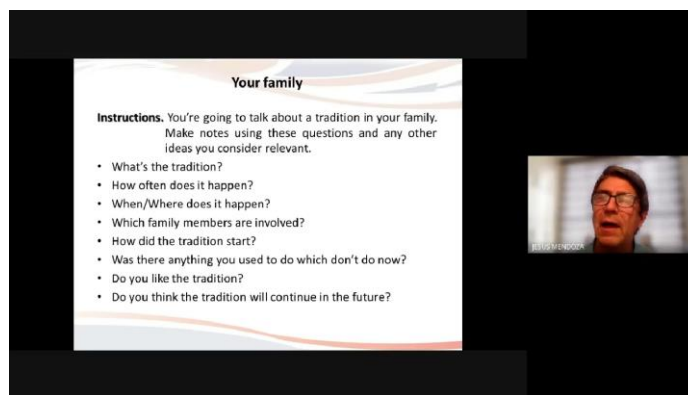 Your family
Instructions. You're going to talk about a tradition in your family.
Make notes using these questions and any other
ideas you consider relevant.
• What's the tradition?
• How often does it happen?
• When/Where does it happen?
• Which family members are involved?
• How did the tradition start?
• Was there anything you used to do which don't do now?
• Do you like the tradition?
• Do you think the tradition will continue in the future?
JESUS MENDOZA